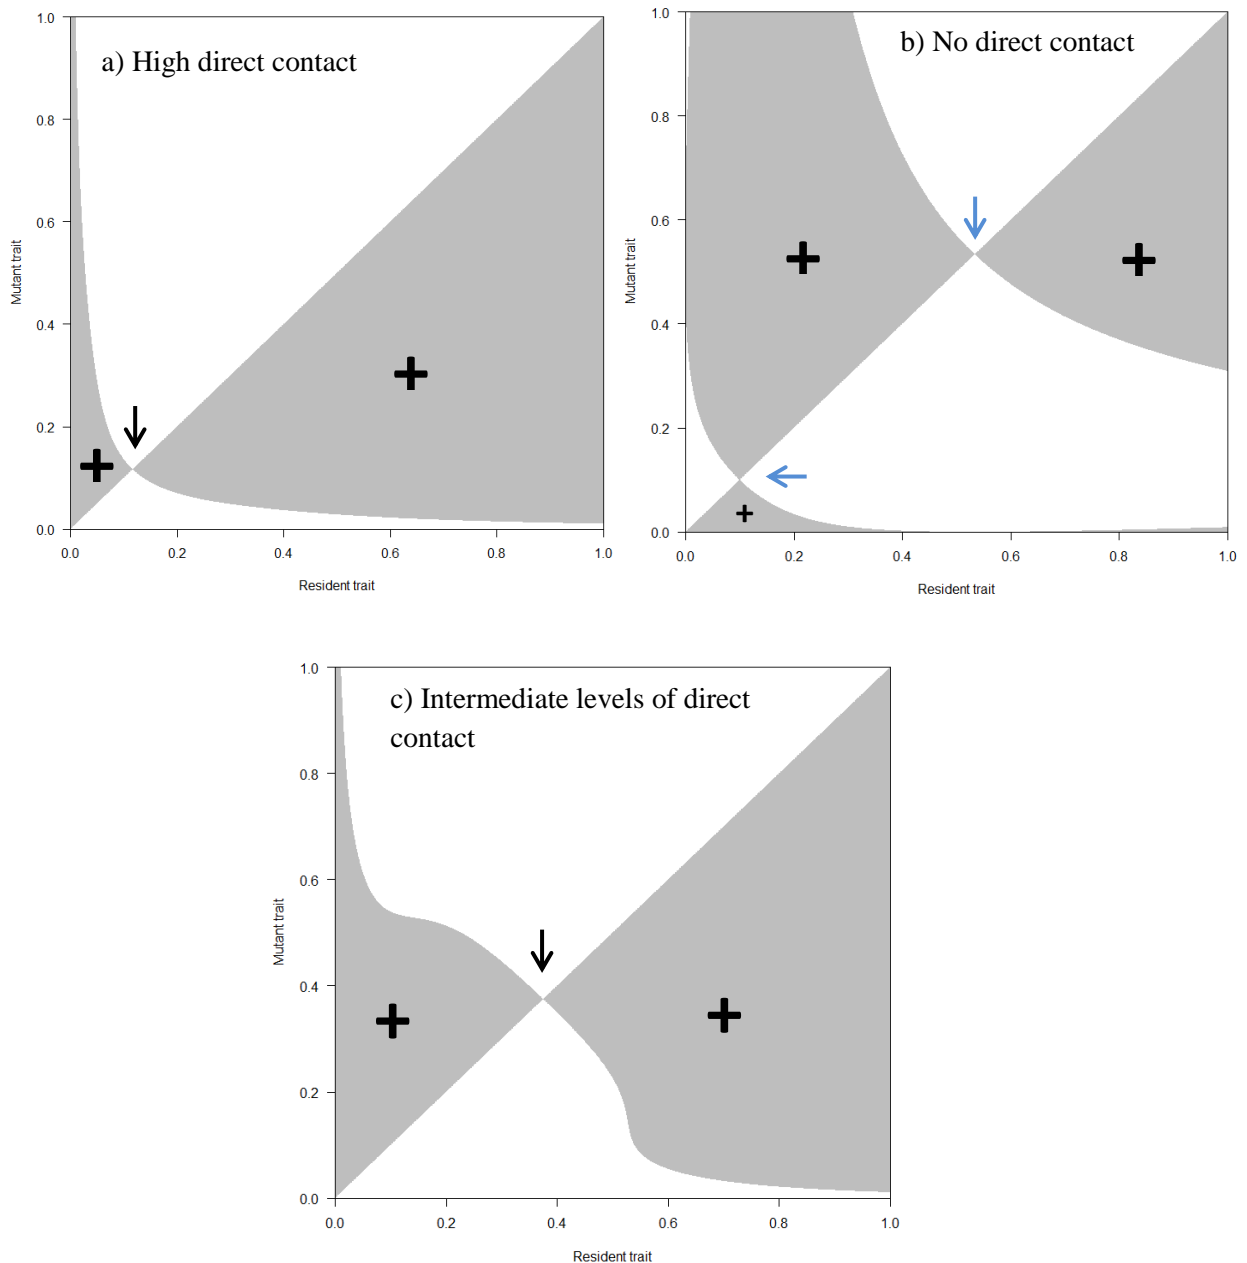 a) High direct contact
1.0
0.8
0.6
0.4
0.2
0.0
Mutant trait
+
+
0.0 0.2 0.4 0.6 0.8 1.0
Resident trait
b) No direct contact
1.0
0.8
0.6
0.4
0.2
0.0
Mutant trait
+
+
+
0.0 0.2 0.4 0.6 0.8 1.0
Resident trait
c) Intermediate levels of direct
contact
1.0
0.8
0.6
0.4
0.2
0.0
Mutant trait
+
+
0.0 0.2 0.4 0.6 0.8 1.0
Resident trait